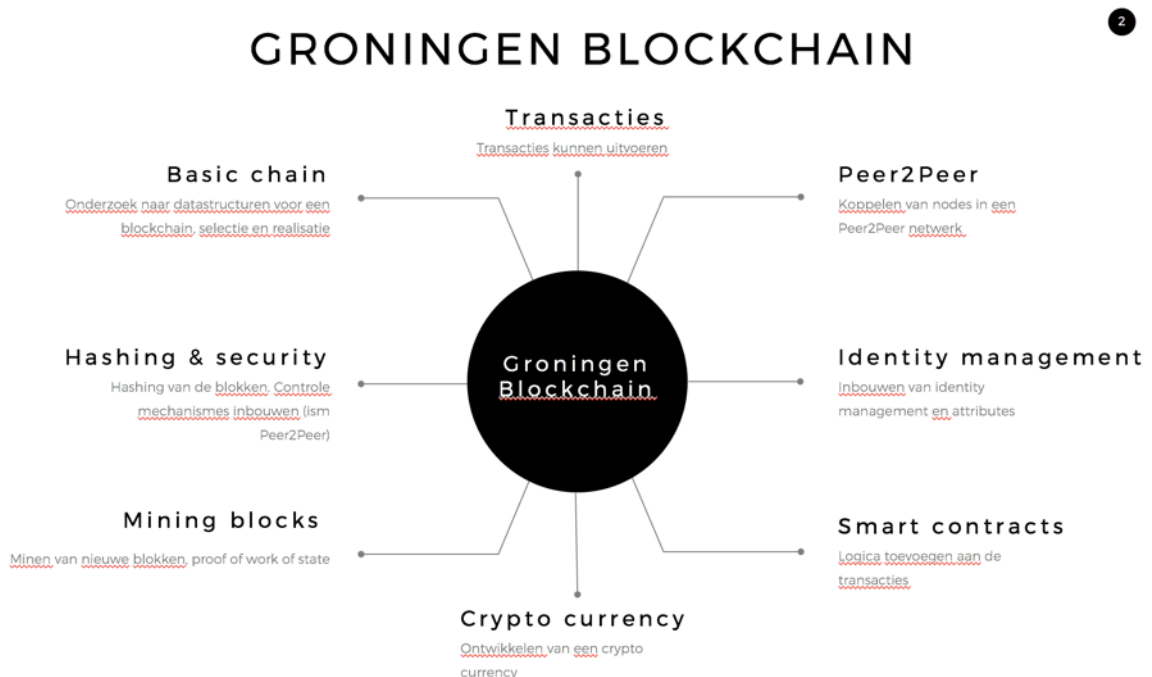 2
GRONINGEN BLOCKCHAIN
Transacties
Transacties kunnen uitvoeren
Basic chain
Onderzoek naar datastructuren voor een
blockchain, selectie en realisatie
Peer2Peer
Koppelen van nodes in een
Peer2Peer netwerk
Hashing & security
Hashing van de blokken, Controle
mechanismes inbouwen (ism
Peer2Peer)
Groningen
Blockchain
Identity management
Inbouwen van identity
management en attributes
Mining blocks
Minen van nieuwe blokken, proof of work of state
Smart contracts
Logica toevoegen aan de
transacties
Crypto currency
Ontwikkelen van een crypto
currency